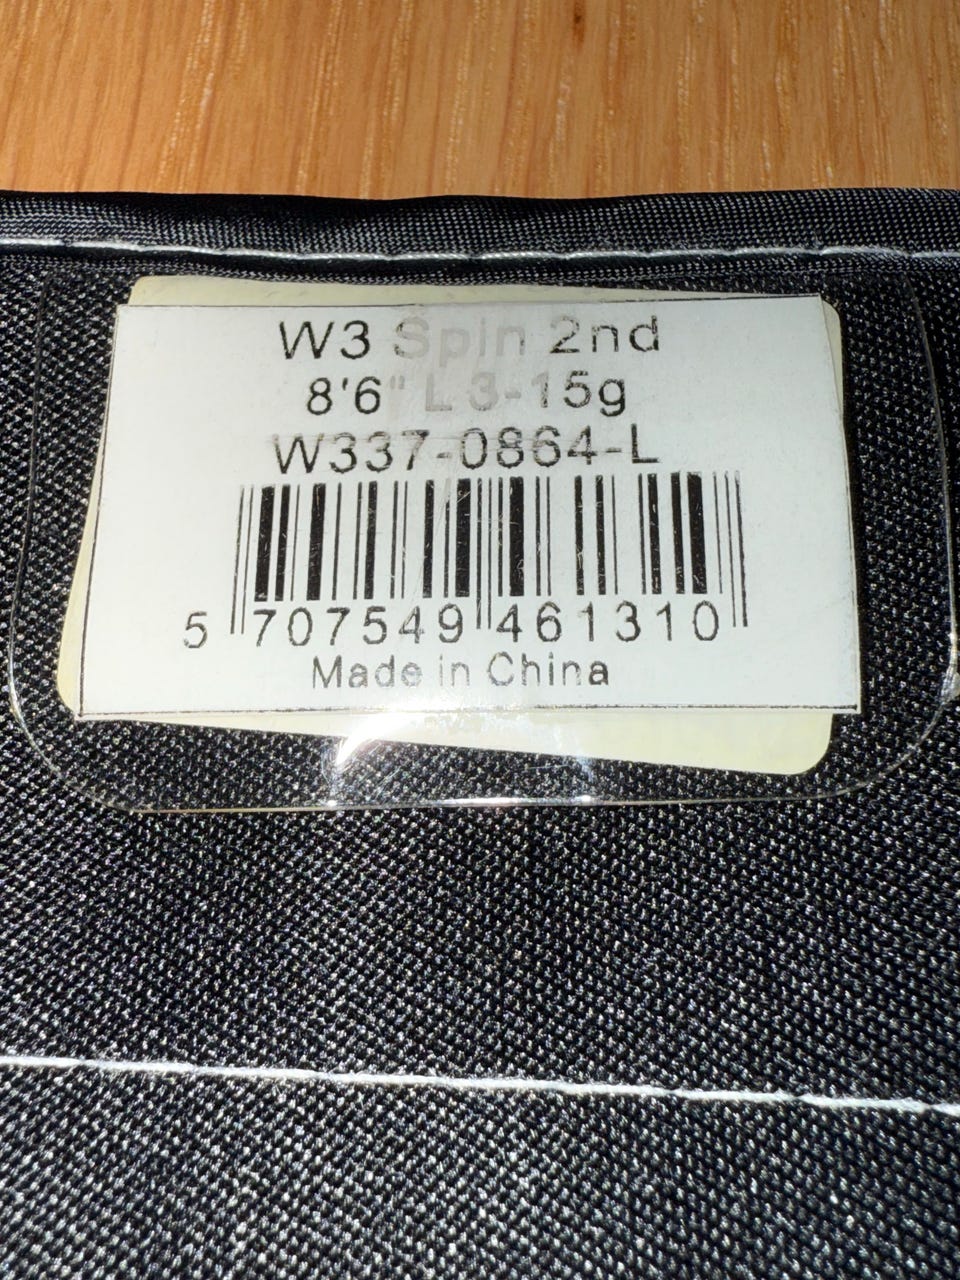 W3 Spin 2nd
8'6" L 3-15g
W337-0864-L
5 707549 461310
Made in China